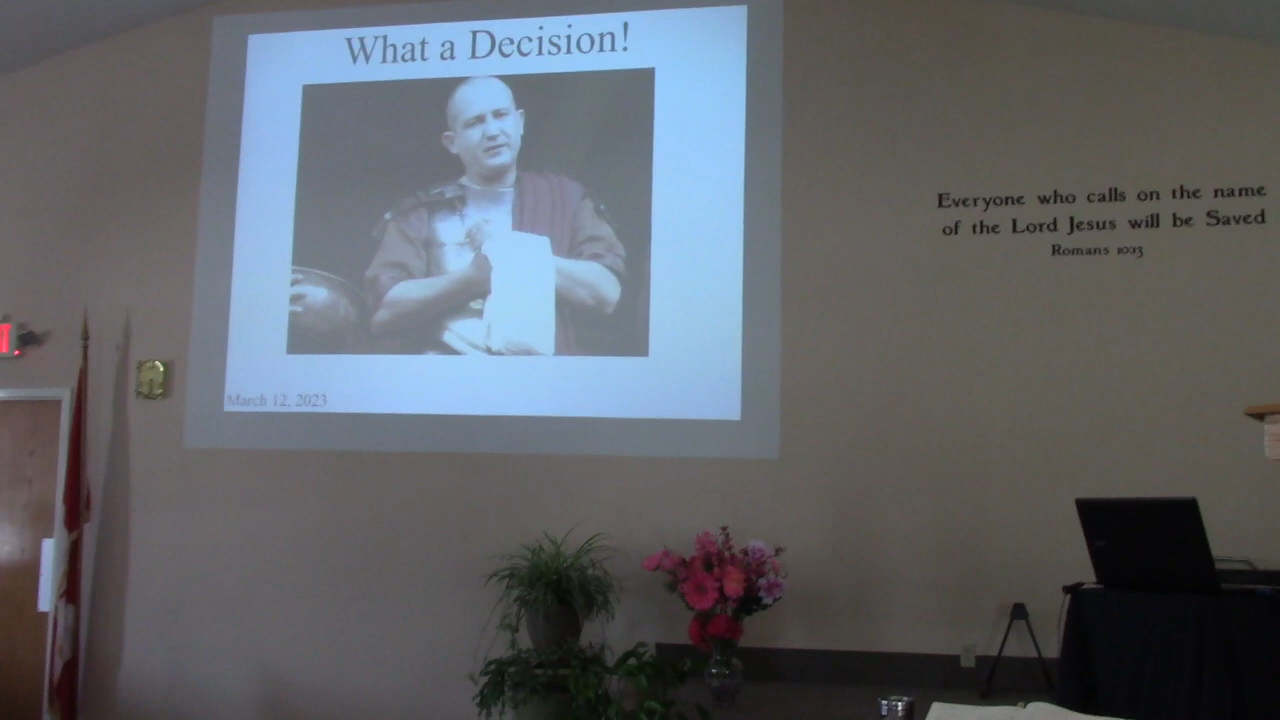 What a Decision!
March 12, 2023
Everyone who calls on the name
of the Lord Jesus will be Saved
Romans 10:13